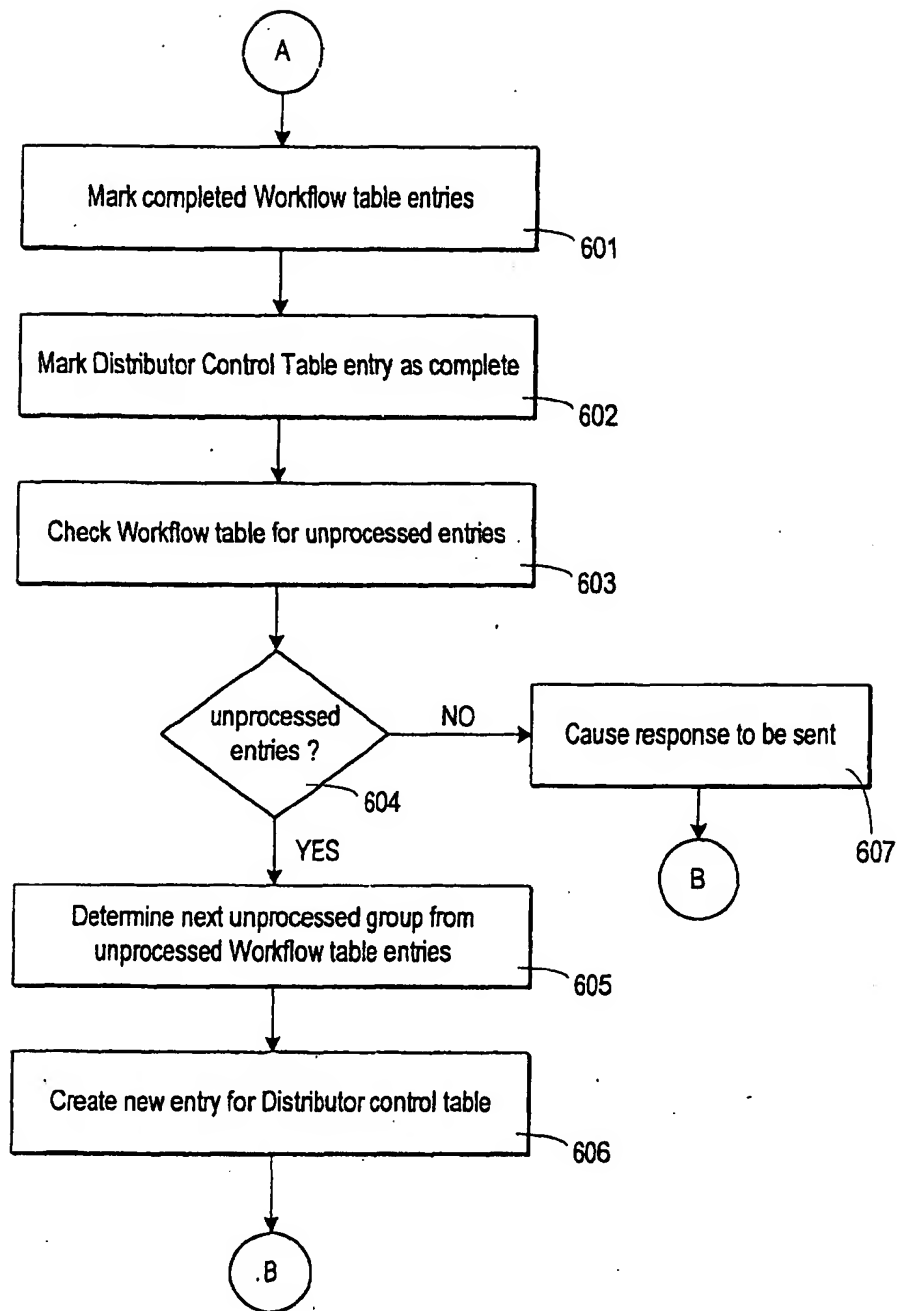 A
Mark completed Workflow table entries
601
Mark Distributor Control Table entry as complete
602
Check Workflow table for unprocessed entries
603
unprocessed
entries ?
604
NO
Cause response to be sent
607
B
YES
Determine next unprocessed group from
unprocessed Workflow table entries
605
Create new entry for Distributor control table
606
B